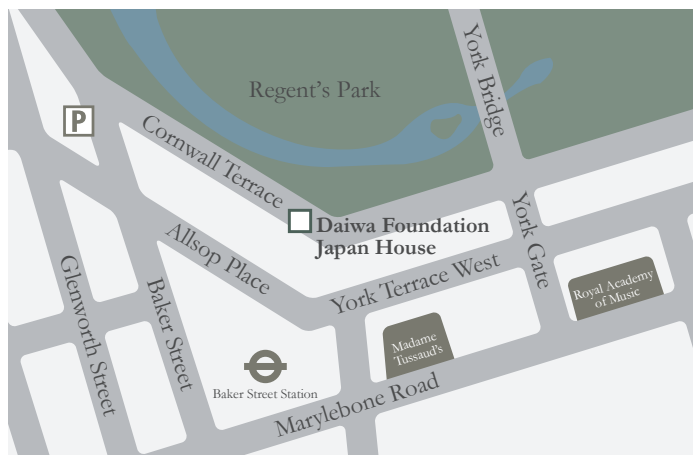 Regent's Park
York Bridge
P
Cornwall Terrace
Daiwa Foundation
Japan House
York Gate
Allsop Place
York Terrace West
Glenworth Street
Baker Street
Royal Academy
of Music
Madame
Tussaud's
Baker Street Station
Marylebone Road